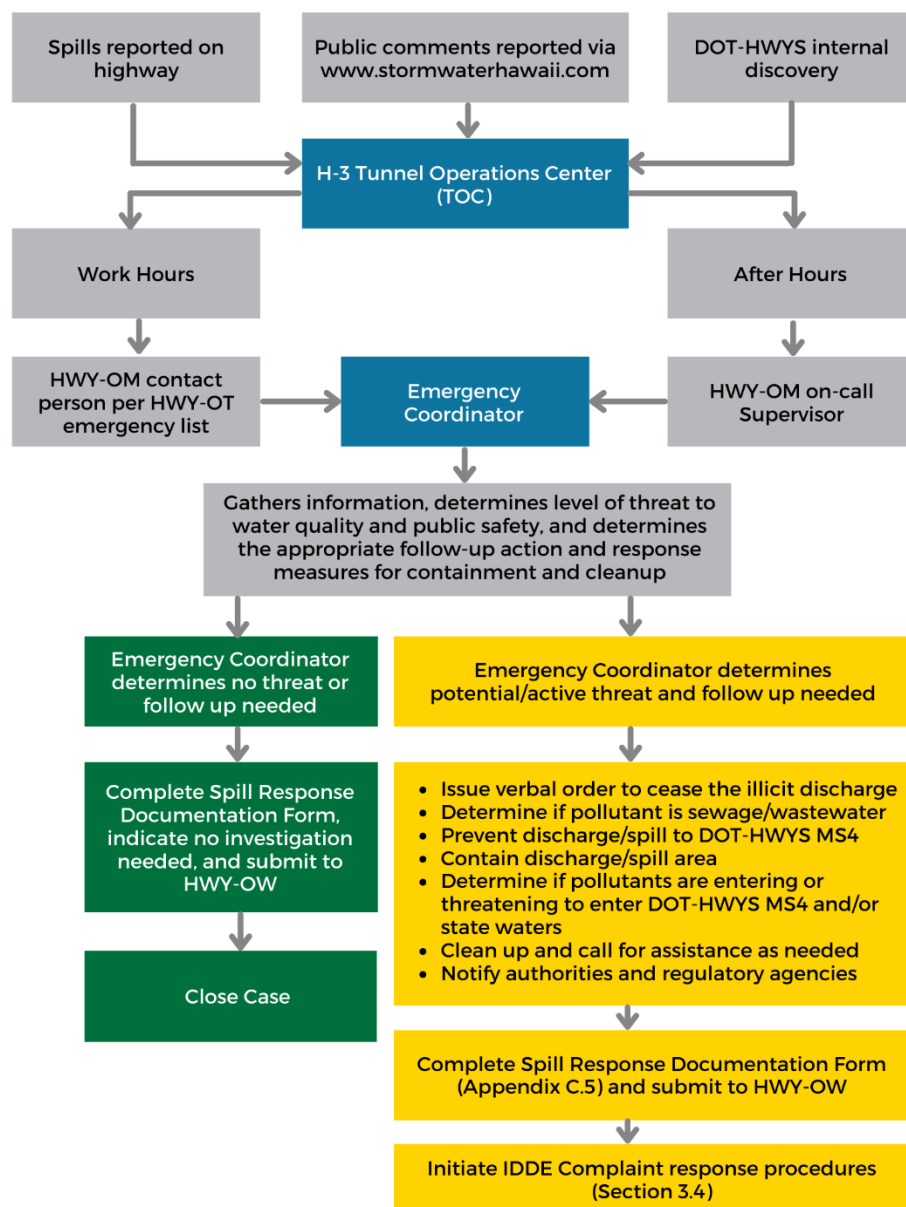 Spills reported on
highway
Public comments reported via
www.stormwaterhawaii.com
DOT-HWYS internal
discovery
H-3 Tunnel Operations Center
(TOC)
Work Hours
After Hours
HWY-OM contact
person per HWY-OT
emergency list
Emergency
Coordinator
HWY-OM on-call
Supervisor
Gathers information, determines level of threat to
water quality and public safety, and determines
the appropriate follow-up action and response
measures for containment and cleanup
Emergency Coordinator
determines no threat or
follow up needed
Emergency Coordinator determines
potential/active threat and follow up needed
Complete Spill Response
Documentation Form,
indicate no investigation
needed, and submit to
HWY-OW
• Issue verbal order to cease the illicit discharge
• Determine if pollutant is sewage/wastewater
• Prevent discharge/spill to DOT-HWYS MS4
• Contain discharge/spill area
• Determine if pollutants are entering or
threatening to enter DOT-HWYS MS4 and/or
state waters
• Clean up and call for assistance as needed
• Notify authorities and regulatory agencies
Close Case
Complete Spill Response Documentation Form
(Appendix C.5) and submit to HWY-OW
Initiate IDDE Complaint response procedures
(Section 3.4)